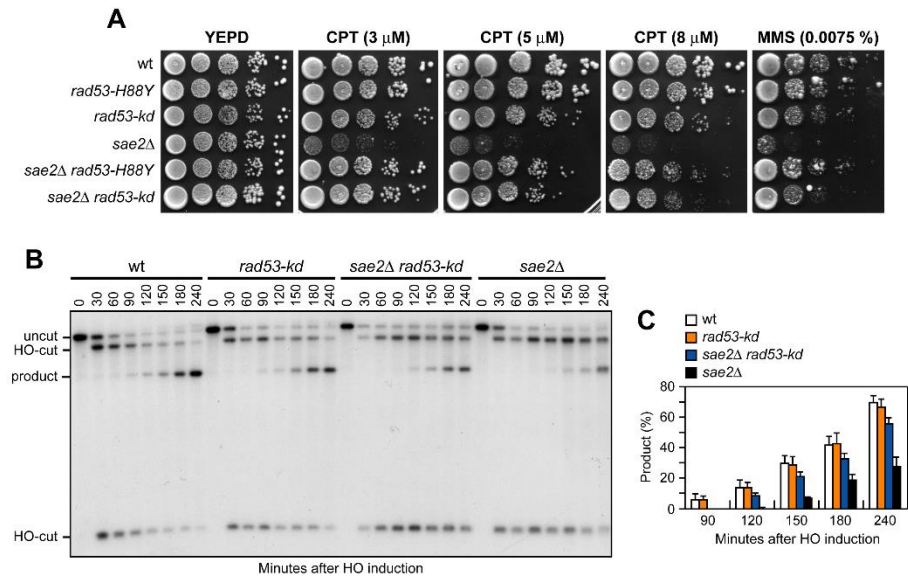 A
YEPD CPT (3 µM) CPT (5 µM) CPT (8 µM) MMS (0.0075 %)
wt
rad53-H88Y
rad53-kd
sae2Δ
sae2Δ rad53-H88Y
sae2Δ rad53-kd
B
wt rad53-kd sae2Δ rad53-kd sae2Δ
0 30 60 90 120 150 180 240 0 30 60 90 120 150 180 240 0 30 60 90 120 150 180 240 0 30 60 90 120 150 180 240
uncut
HO-cut
product
HO-cut
Minutes after HO induction
C
wt
rad53-kd
sae2Δ rad53-kd
sae2Δ
Product (%)
80
60
40
20
0
90 120 150 180 240
Minutes after HO induction